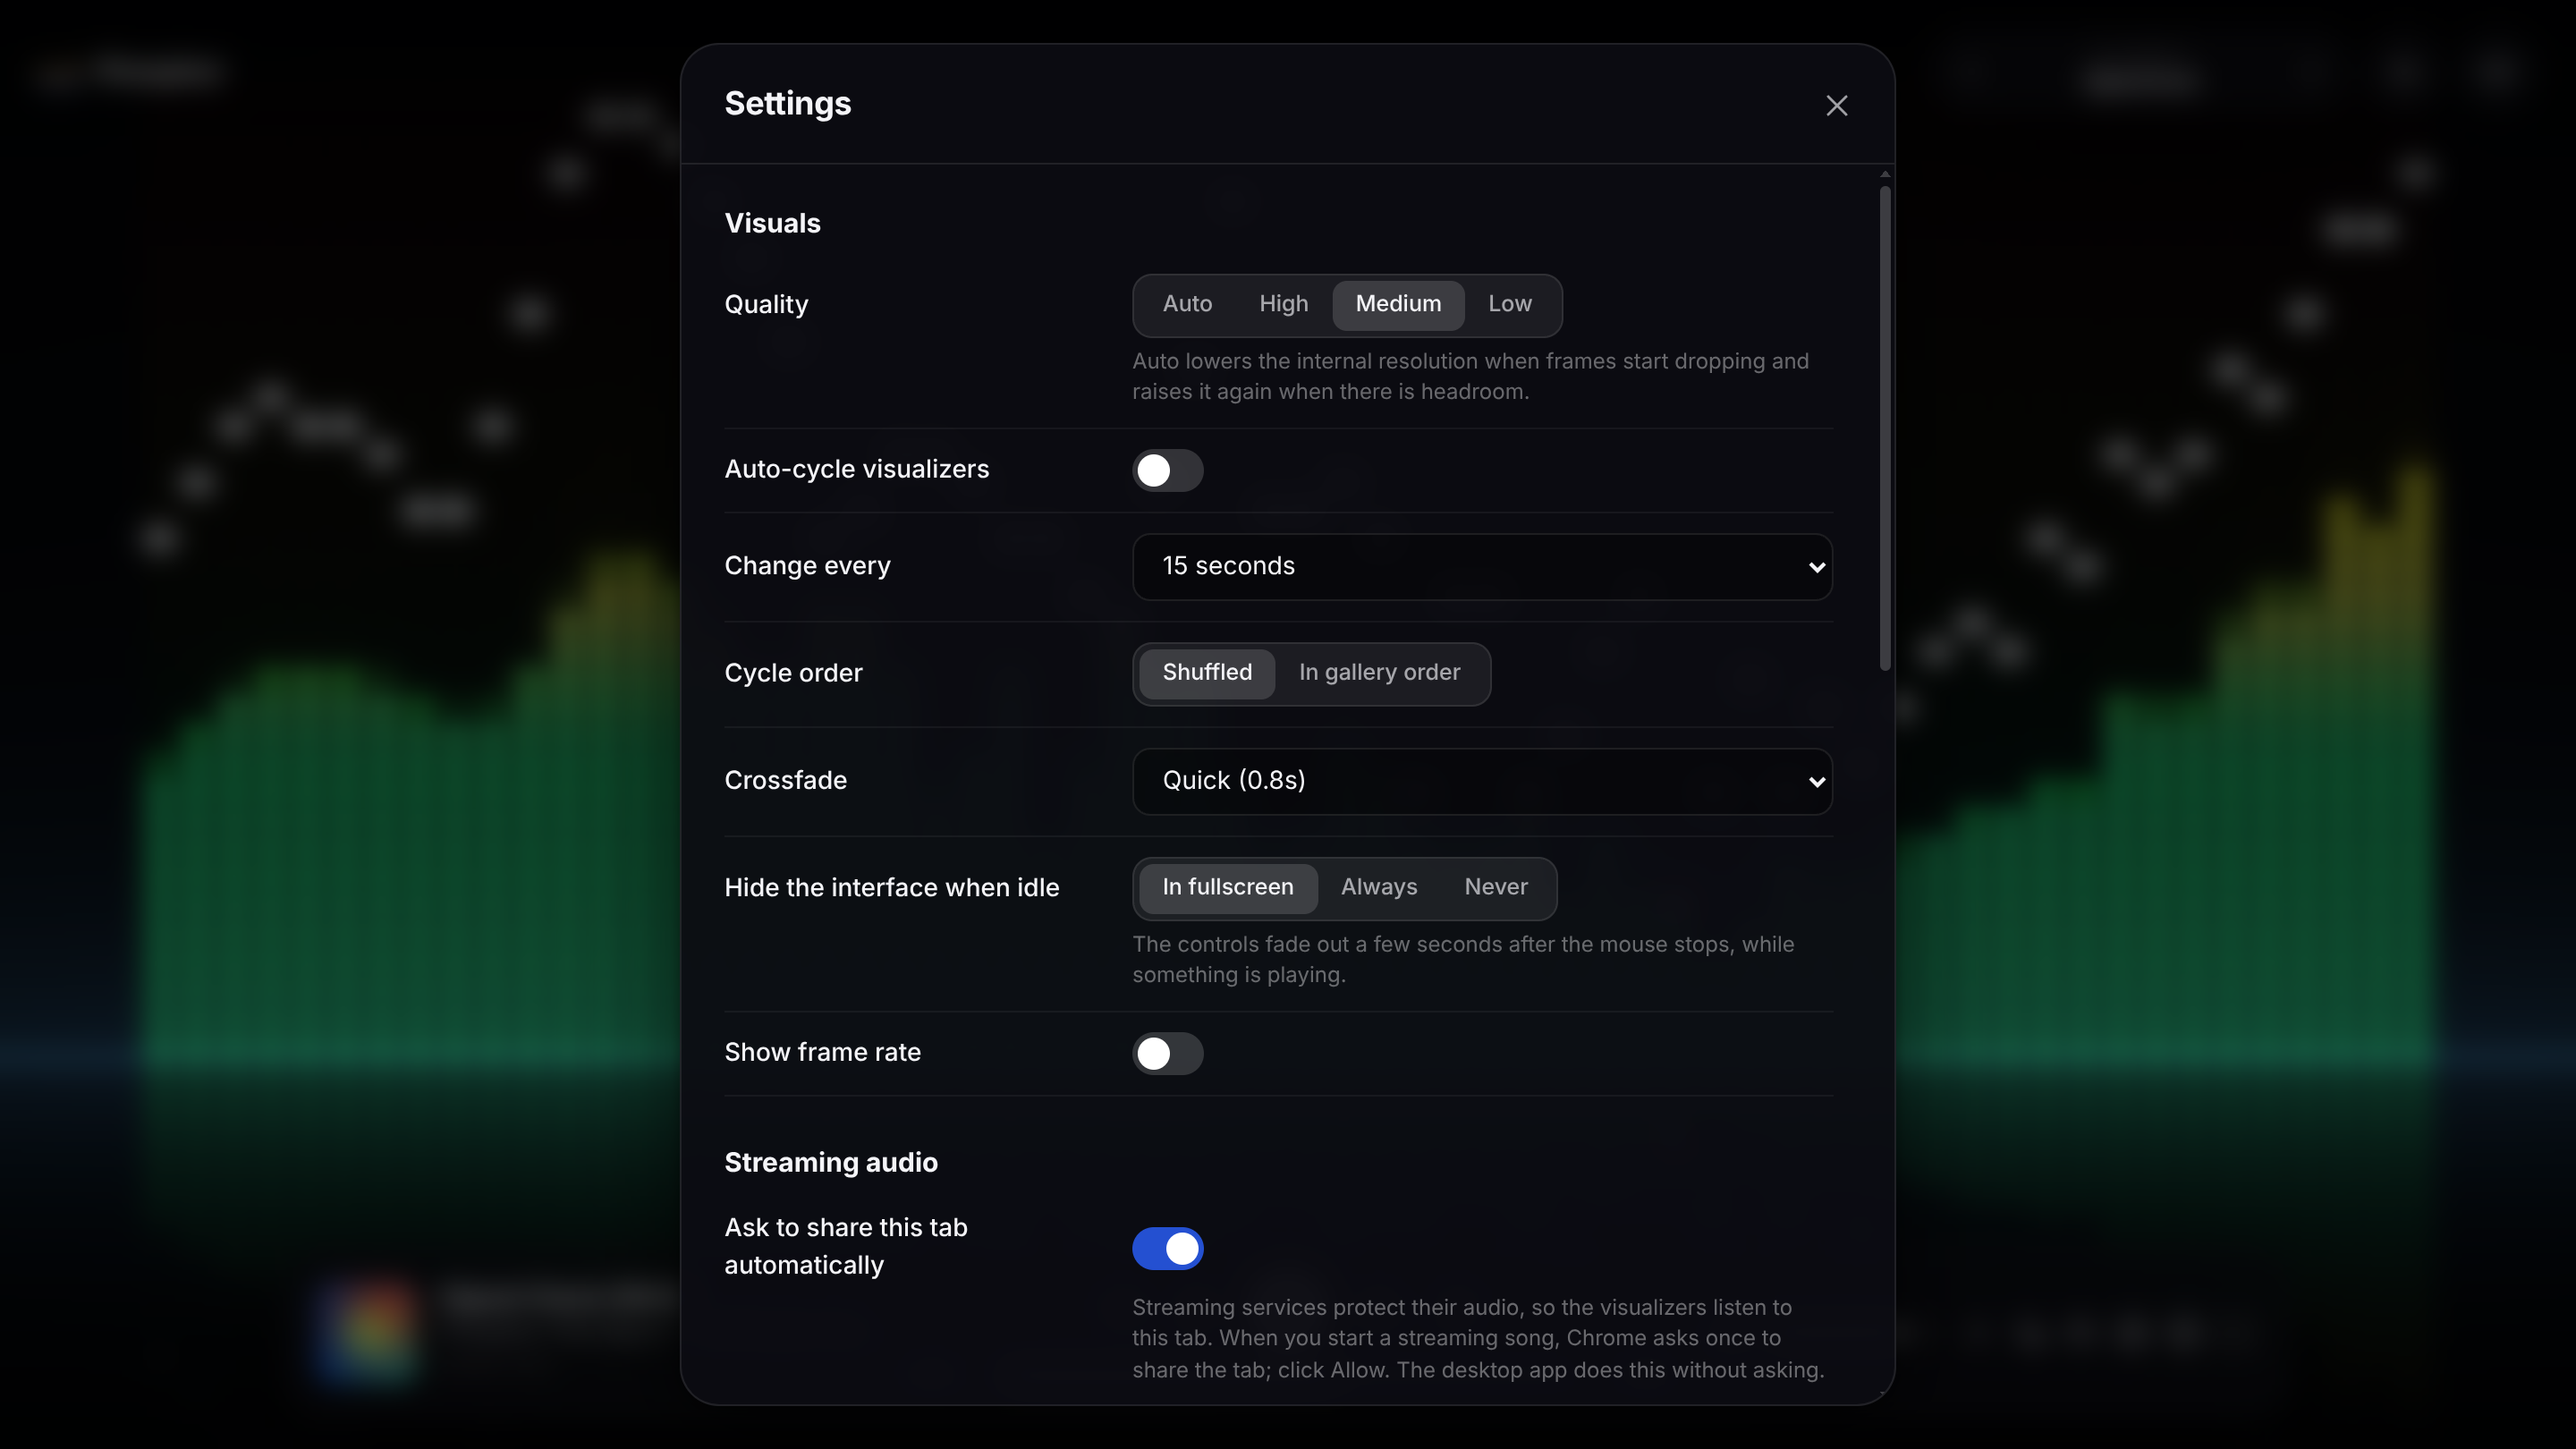 Settings
Visuals
Quality
Auto
High
Medium
Low
Auto lowers the internal resolution when frames start dropping and
raises it again when there is headroom.
Auto-cycle visualizers
Change every
15 seconds
Cycle order
Shuffled
In gallery order
Crossfade
Quick (0.8s)
Hide the interface when idle
In fullscreen
Always
Never
The controls fade out a few seconds after the mouse stops, while
something is playing.
Show frame rate
Streaming audio
Ask to share this tab
automatically
Streaming services protect their audio, so the visualizers listen to
this tab. When you start a streaming song, Chrome asks once to
share the tab; click Allow. The desktop app does this without asking.